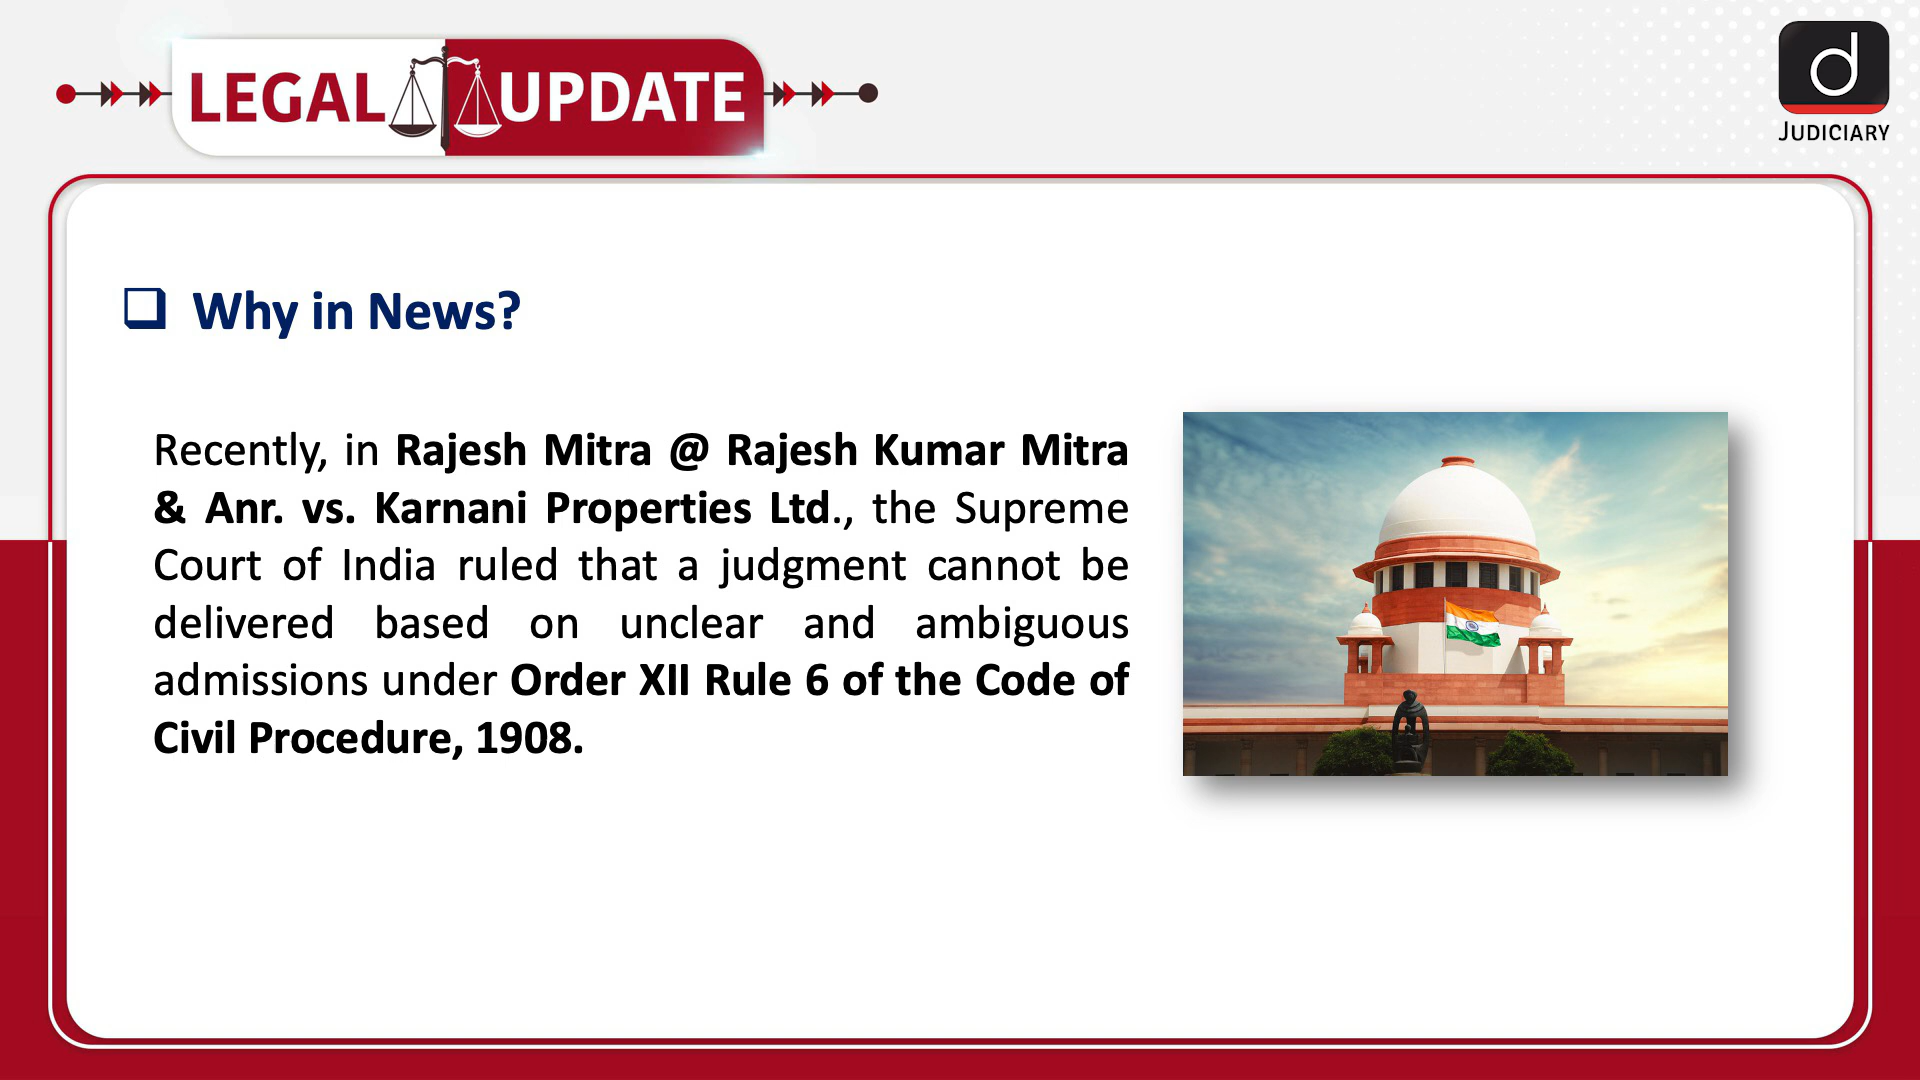 LEGAL UPDATE
d
JUDICIARY
❑ Why in News?
Recently, in Rajesh Mitra @ Rajesh Kumar Mitra
& Anr. vs. Karnani Properties Ltd., the Supreme
Court of India ruled that a judgment cannot be
delivered based on unclear and ambiguous
admissions under Order XII Rule 6 of the Code of
Civil Procedure, 1908.